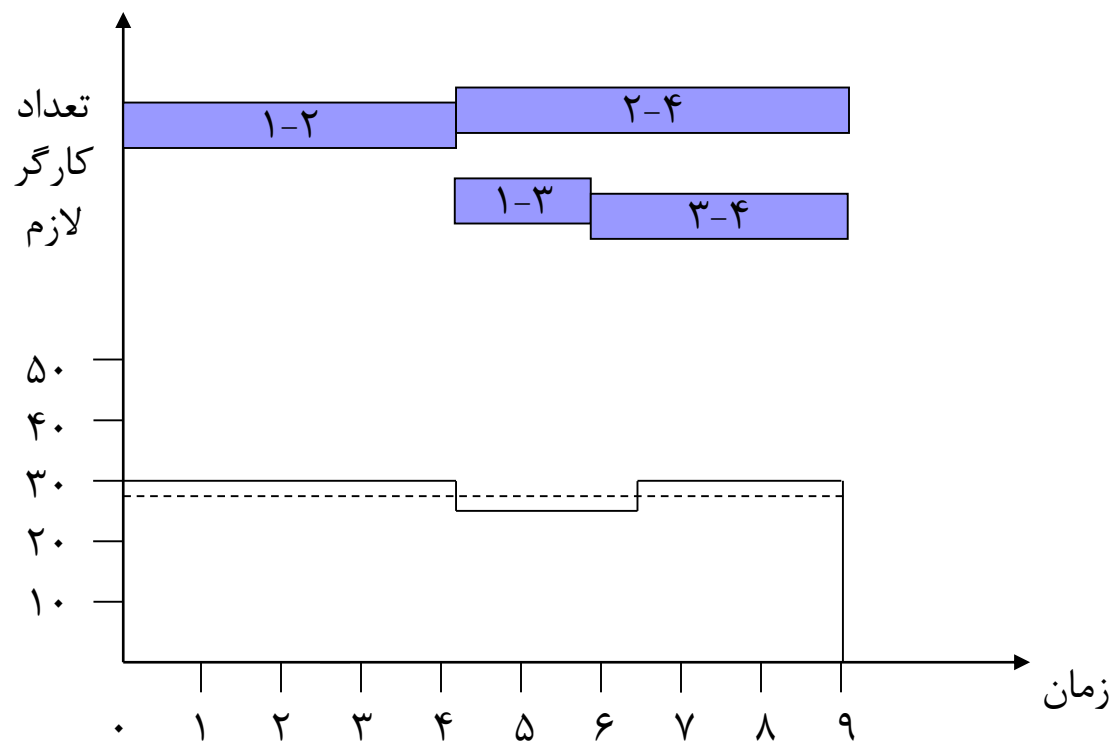 تعداد
کارگر
لازم
۱-۲
۲-۴
۱-۳
۳-۴
۵۰
۴۰
۳۰
۲۰
۱۰
۰ ۱ ۲ ۳ ۴ ۵ ۶ ۷ ۸ ۹
زمان